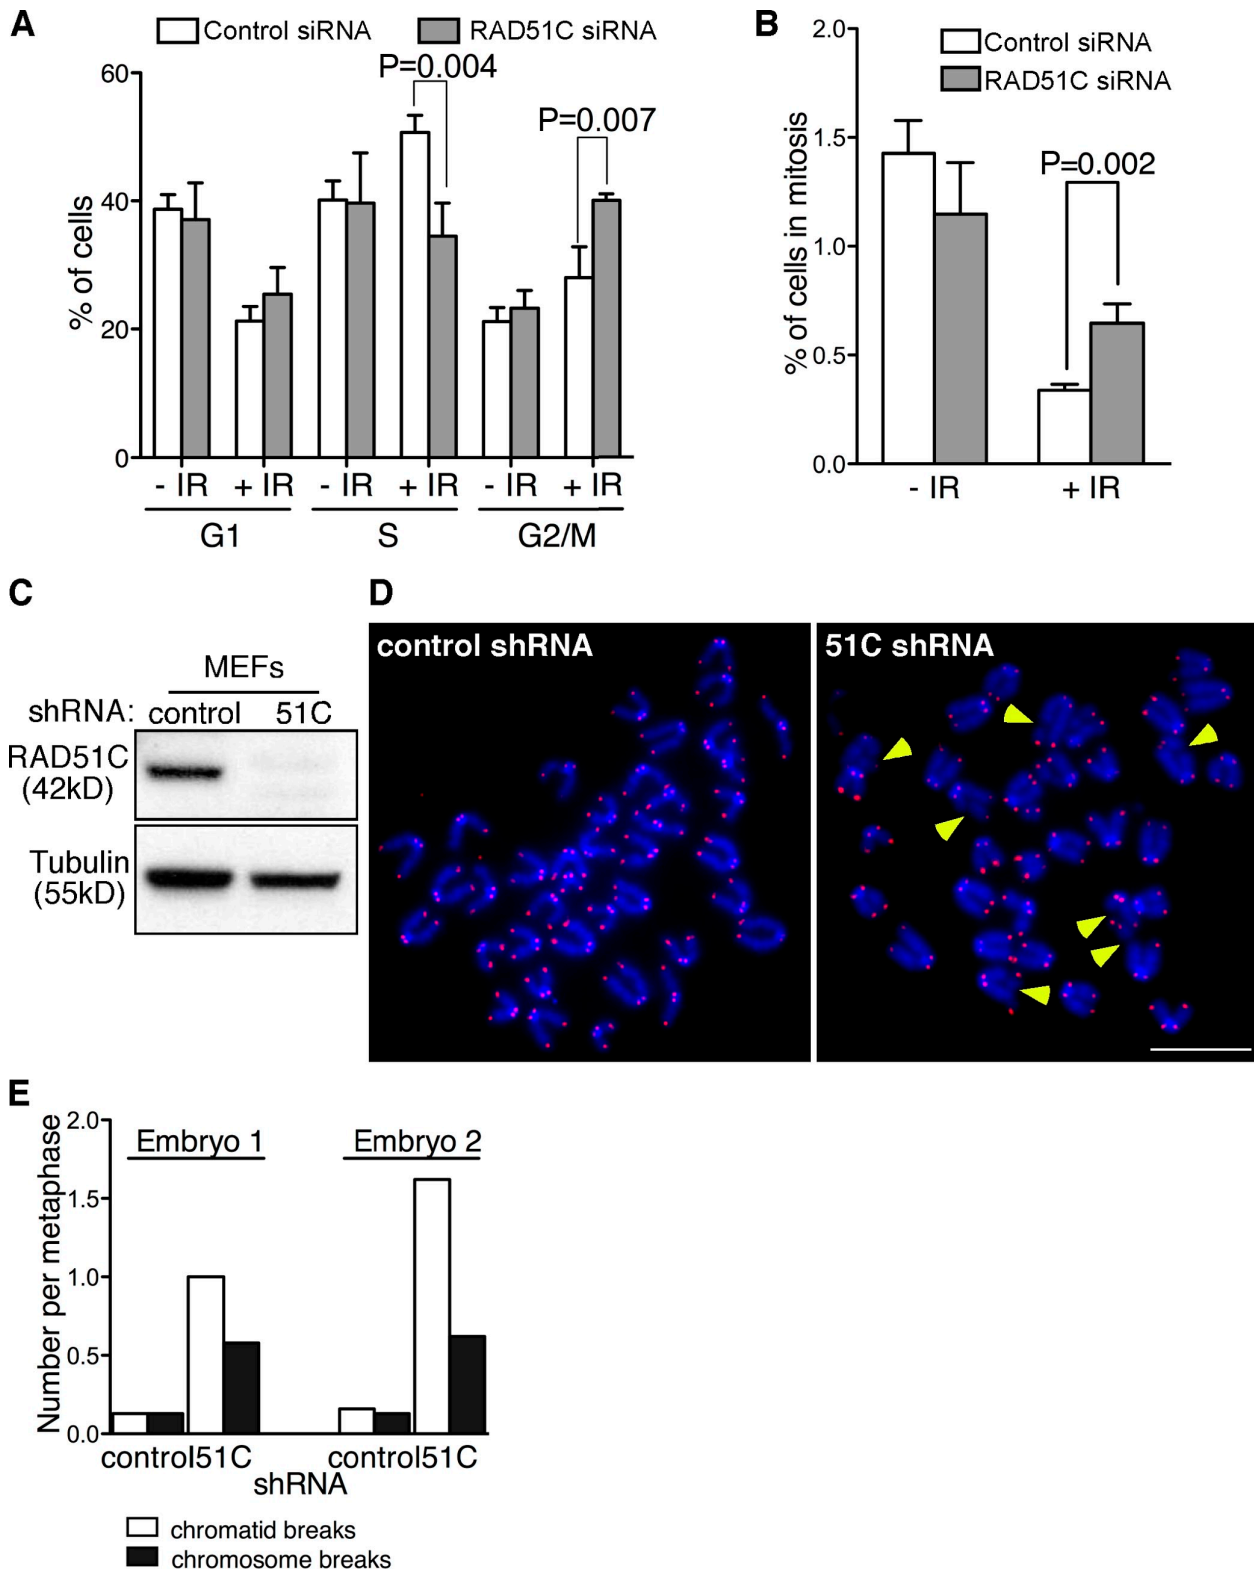 A
Control siRNA
RAD51C siRNA
P=0.004
P=0.007
% of cells
60
40
20
0
- IR
+ IR
- IR
+ IR
- IR
+ IR
G1
S
G2/M
B
Control siRNA
RAD51C siRNA
P=0.002
% of cells in mitosis
2.0
1.5
1.0
0.5
0.0
- IR
+ IR
C
MEFs
shRNA: control 51C
RAD51C
(42kD)
Tubulin
(55kD)
D
control shRNA
51C shRNA
E
Number per metaphase
2.0
1.5
1.0
0.5
0.0
Embryo 1
Embryo 2
control 51C
control 51C
shRNA
chromatid breaks
chromosome breaks